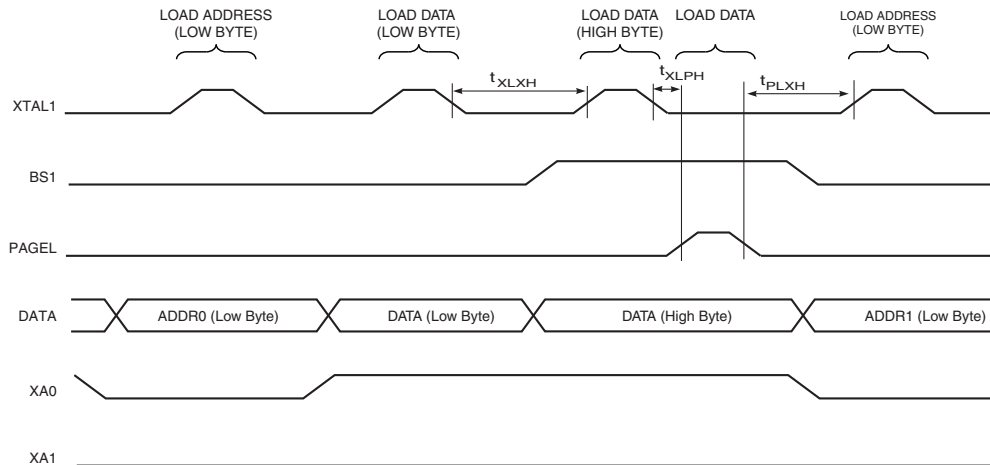 LOAD ADDRESS
(LOW BYTE)
LOAD DATA
(LOW BYTE)
LOAD DATA
(HIGH BYTE)
LOAD DATA
LOAD ADDRESS
(LOW BYTE)
tXLXH
tXLPH
tPLXH
XTAL1
BS1
PAGEL
DATA
ADDR0 (Low Byte)
DATA (Low Byte)
DATA (High Byte)
ADDR1 (Low Byte)
XA0
XA1